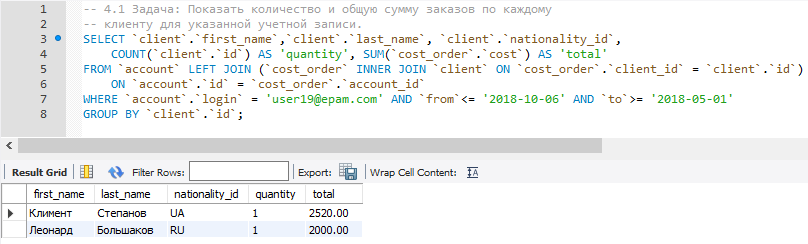 1 -- 4.1 Задача: Показать количество и общую сумму заказов по каждому
2 -- клиенту для указанной учетной записи.
3 SELECT `client`.`first_name`,`client`.`last_name`, `client`.`nationality_id`,
4 COUNT(`client`.`id`) AS 'quantity', SUM(`cost_order`.`cost`) AS 'total'
5 FROM `account` LEFT JOIN (`cost_order` INNER JOIN `client` ON `cost_order`.`client_id` = `client`.`id`)
6 ON `account`.`id` = `cost_order`.`account_id`
7 WHERE `account`.`login` = 'user19@epam.com' AND `from`<= '2018-10-06' AND `to`>= '2018-05-01'
8 GROUP BY `client`.`id`;
Result Grid Filter Rows: Export: Wrap Cell Content:
first_name last_name nationality_id quantity total
Климент Степанов UA 1 2520.00
Леонард Большаков RU 1 2000.00